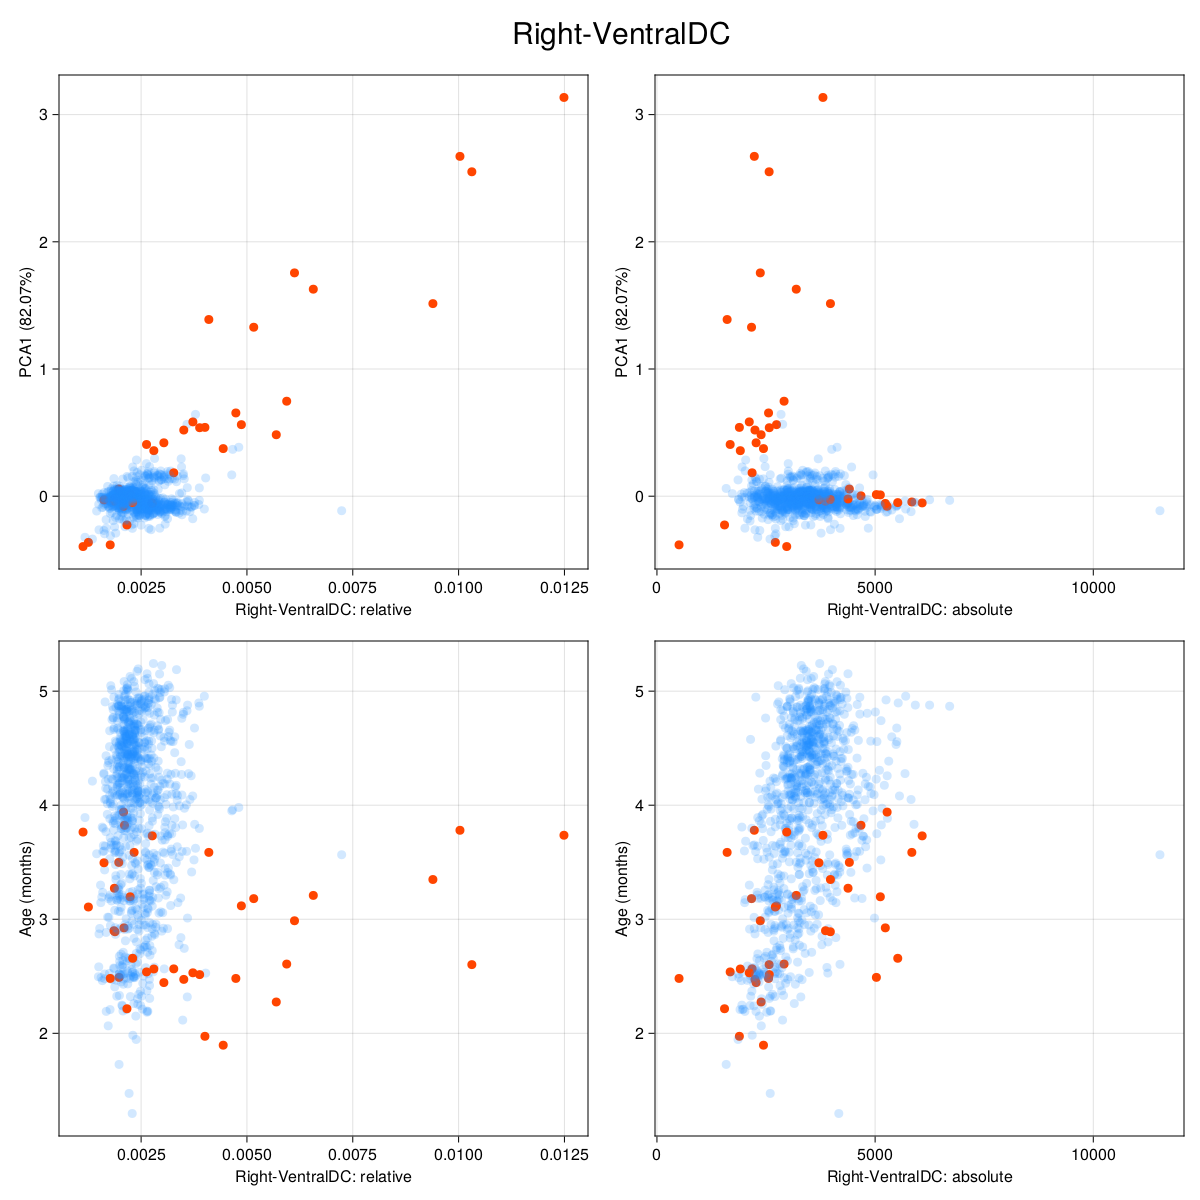 Right-VentralDC
PCA1 (82.07%)
3
2
1
0
0.0025 0.0050 0.0075 0.0100 0.0125
Right-VentralDC: relative
PCA1 (82.07%)
3
2
1
0
0 5000 10000
Right-VentralDC: absolute
Age (months)
5
4
3
2
0.0025 0.0050 0.0075 0.0100 0.0125
Right-VentralDC: relative
Age (months)
5
4
3
2
0 5000 10000
Right-VentralDC: absolute